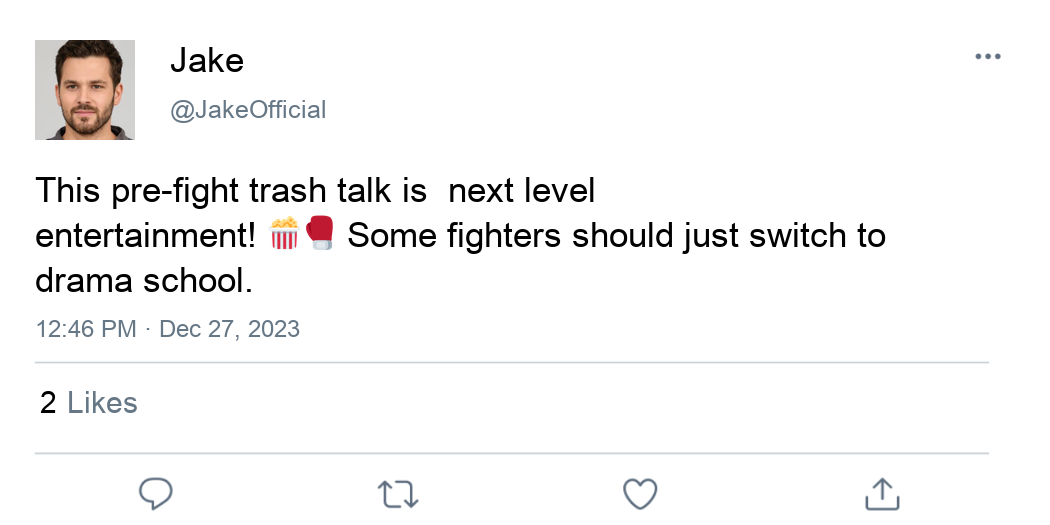 Jake
@JakeOfficial
This pre-fight trash talk is  next level
entertainment! 🍿🥊 Some fighters should just switch to
drama school.
12:46 PM · Dec 27, 2023
2 Likes